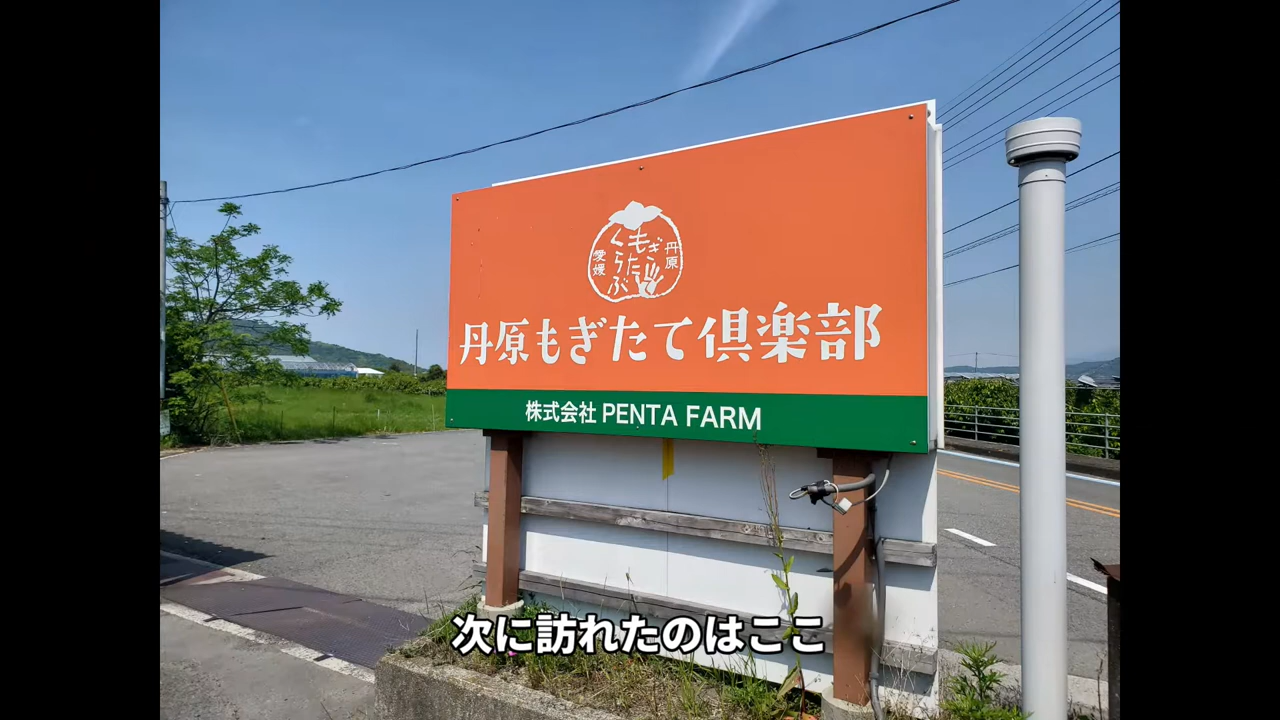 丹原
もぎたて
くらぶ
愛媛
丹原もぎたて倶楽部
株式会社 PENTA FARM
次に訪れたのはここ